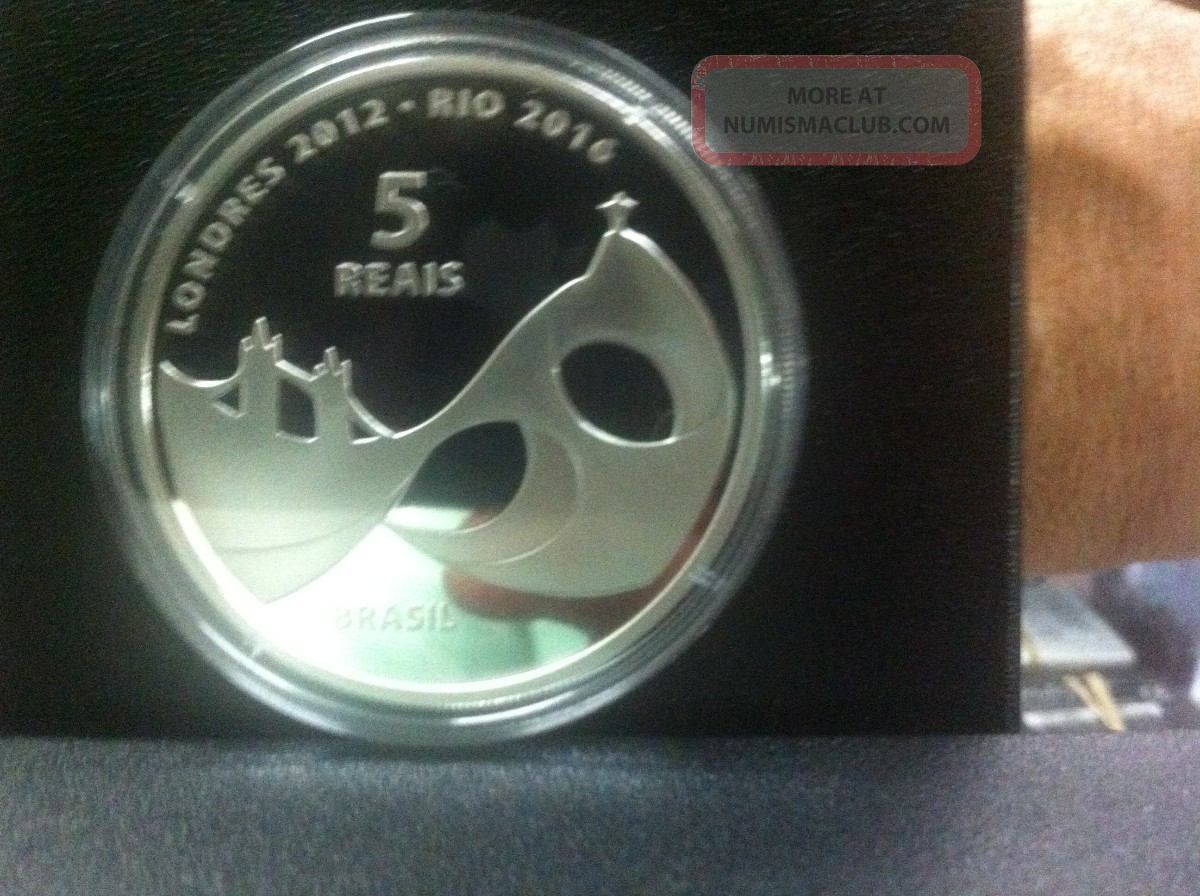 LONDRES 2012 • RIO 2016
5
REAIS
BRASIL
MORE AT
NUMISMACLUB.COM